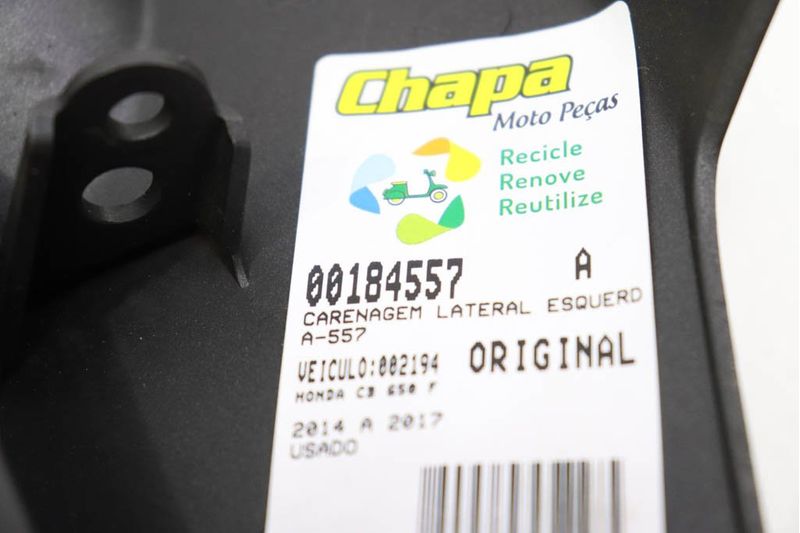 Chapa
Moto Peças
Recicle
Renove
Reutilize
00184557 A
CARENAGEM LATERAL ESQUERD
A-557
VEICULO:002194 ORIGINAL
HONDA CB 650 F
2014 A 2017
USADO